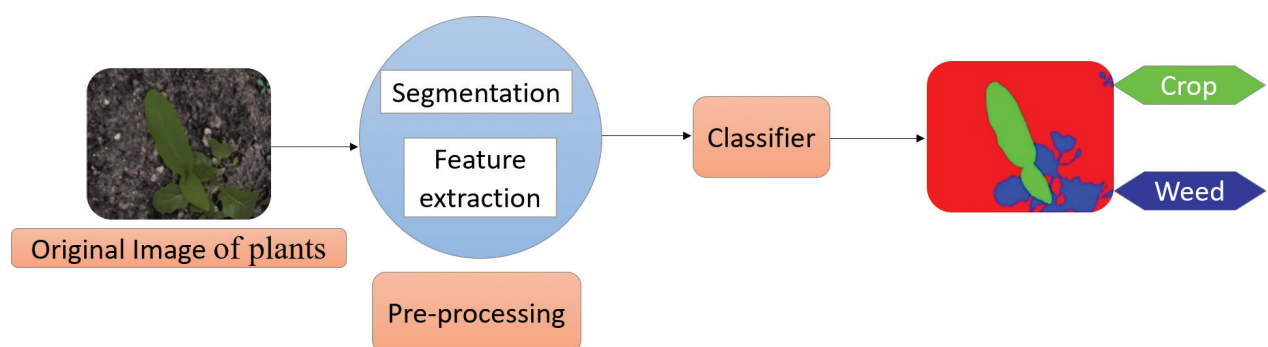 Original Image of plants
Segmentation
Feature
extraction
Pre-processing
Classifier
Crop
Weed